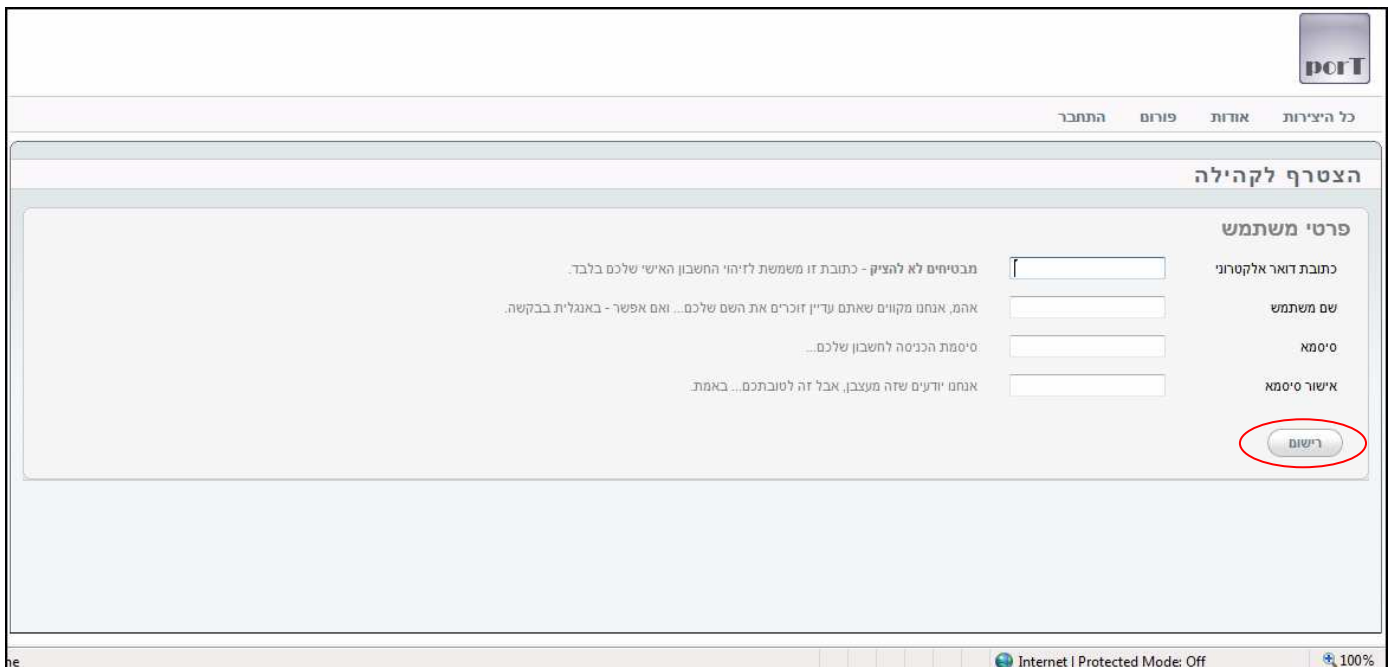 porT
כל היצירות אודות פורום התחבר
הצטרף לקהילה
פרטי משתמש
כתובת דואר אלקטרוני מבטיחים לא להציק - כתובת זו משמשת לזיהוי החשבון האישי שלכם בלבד.
שם משתמש אהמ, אנחנו מקווים שאתם עדיין זוכרים את השם שלכם... ואם אפשר - באנגלית בבקשה.
סיסמא סיסמת הכניסה לחשבון שלכם...
אישור סיסמא אנחנו יודעים שזה מעצבן, אבל זה לטובתכם... באמת.
רישום
ne Internet | Protected Mode: Off 100%